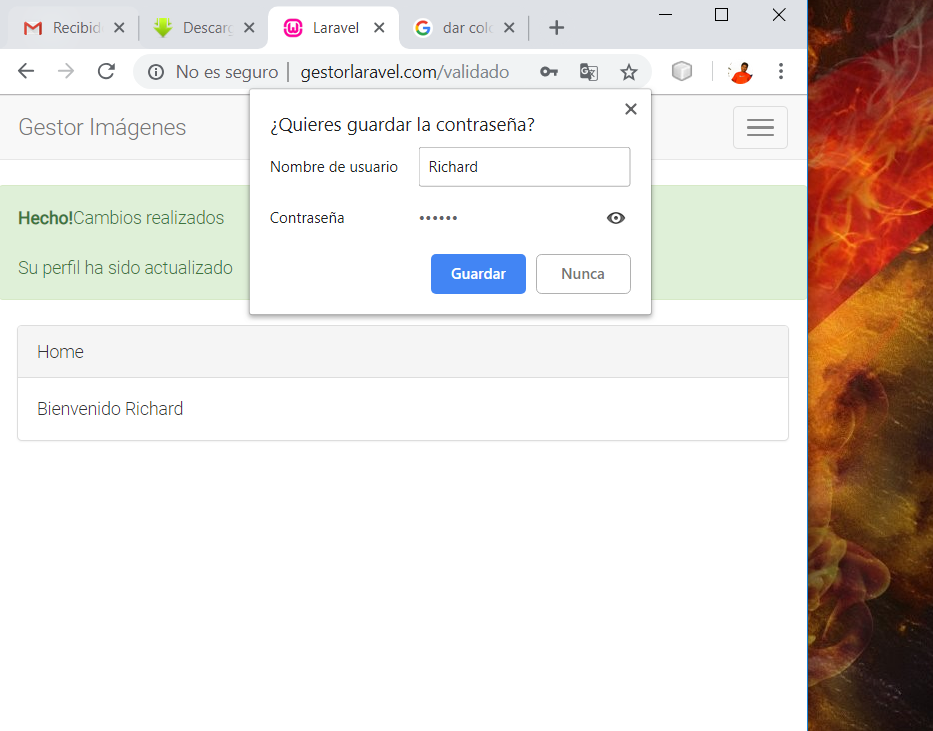 Recibid
Descarg
Laravel
dar colo
No es seguro | gestorlaravel.com/validado
Gestor Imágenes
¿Quieres guardar la contraseña?
Nombre de usuario Richard
Contraseña ••••••
Guardar Nunca
Hecho!Cambios realizados
Su perfil ha sido actualizado
Home
Bienvenido Richard